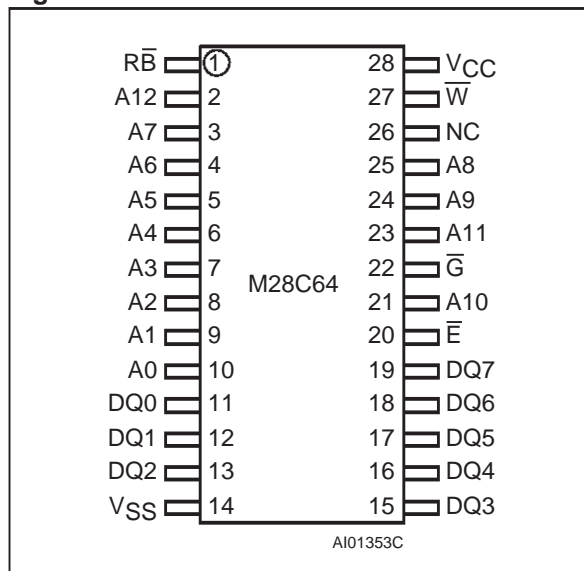 RB̅ 1 28 VCC
A12 2 27 W̅
A7 3 26 NC
A6 4 25 A8
A5 5 24 A9
A4 6 23 A11
A3 7 22 G̅
M28C64
A2 8 21 A10
A1 9 20 E̅
A0 10 19 DQ7
DQ0 11 18 DQ6
DQ1 12 17 DQ5
DQ2 13 16 DQ4
VSS 14 15 DQ3
AI01353C